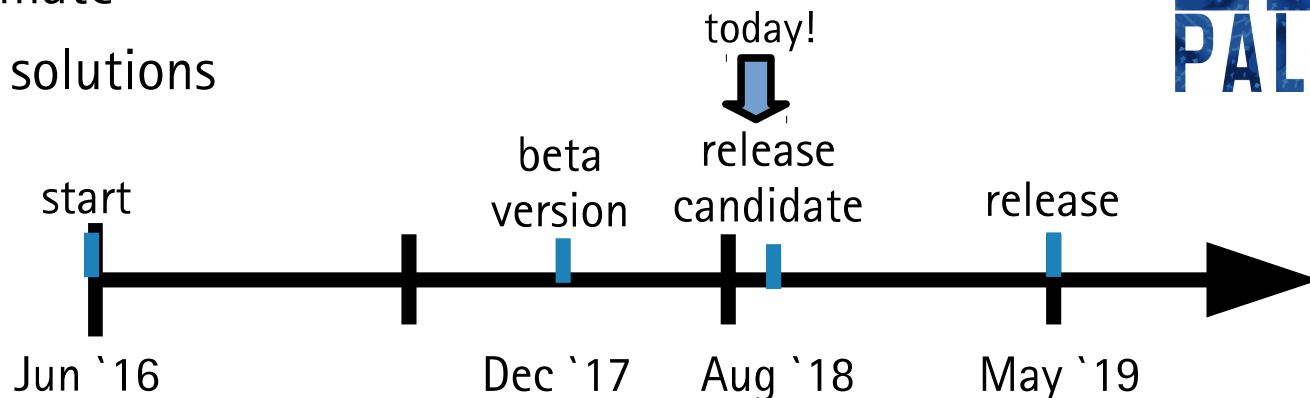 solutions
today!
PAL
start
beta
version
release
candidate
release
Jun `16
Dec `17
Aug `18
May `19